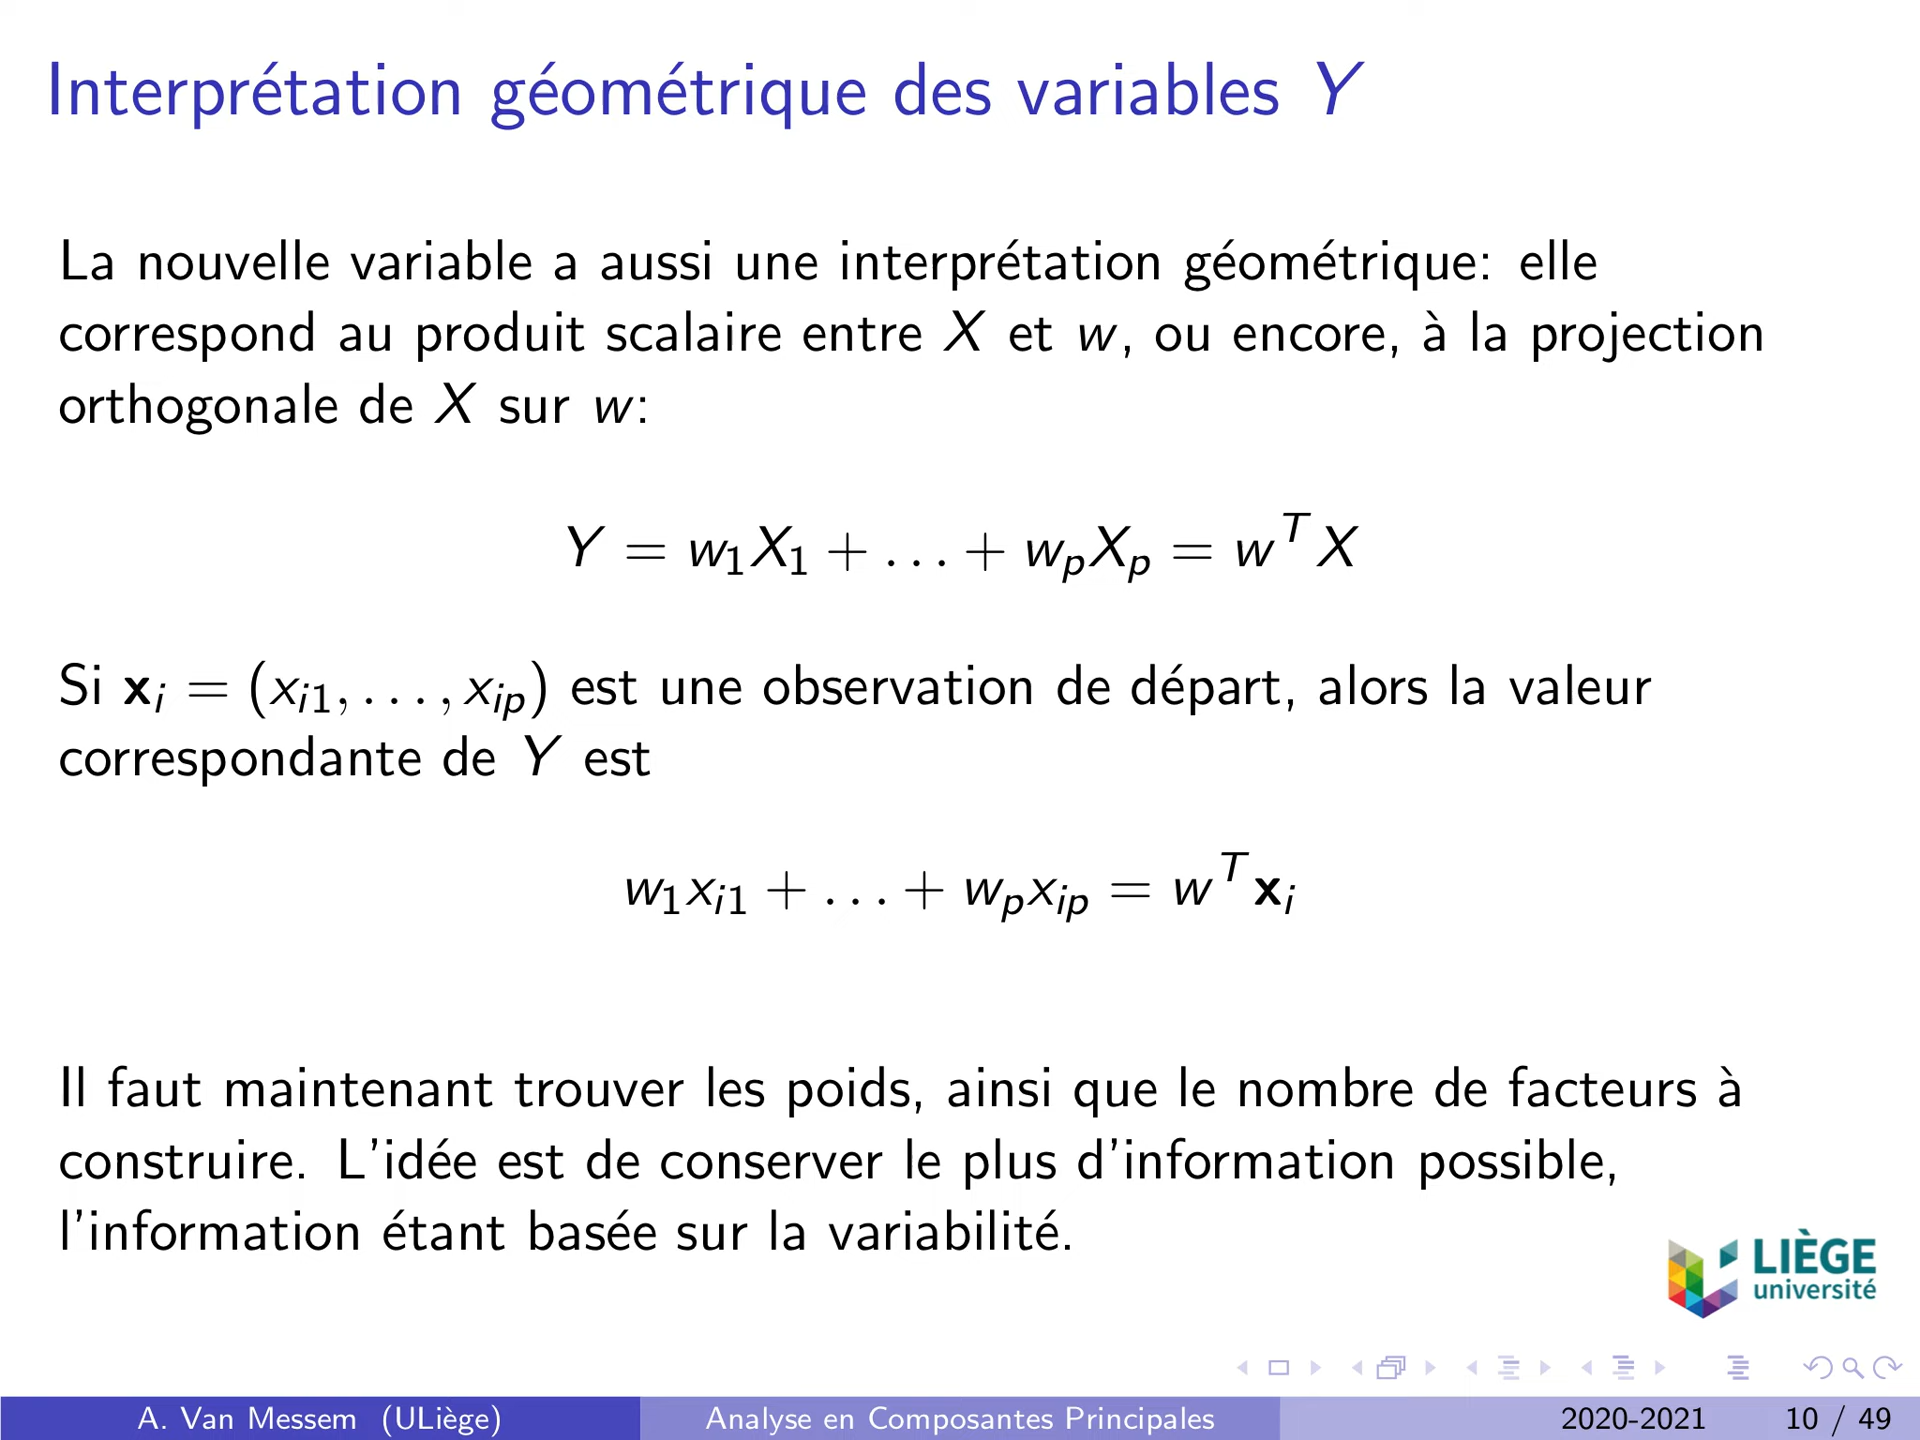 Interprétation géométrique des variables Y
La nouvelle variable a aussi une interprétation géométrique: elle
correspond au produit scalaire entre X et w, ou encore, à la projection
orthogonale de X sur w:
Y = w₁X₁ + . . . + wₚXₚ = wᵀX
Si xᵢ = (xᵢ₁, . . . , xᵢₚ) est une observation de départ, alors la valeur
correspondante de Y est
w₁xᵢ₁ + . . . + wₚxᵢₚ = wᵀxᵢ
Il faut maintenant trouver les poids, ainsi que le nombre de facteurs à
construire. L'idée est de conserver le plus d'information possible,
l'information étant basée sur la variabilité.
LIÈGE
université
A. Van Messem (ULiège) Analyse en Composantes Principales 2020-2021 10 / 49